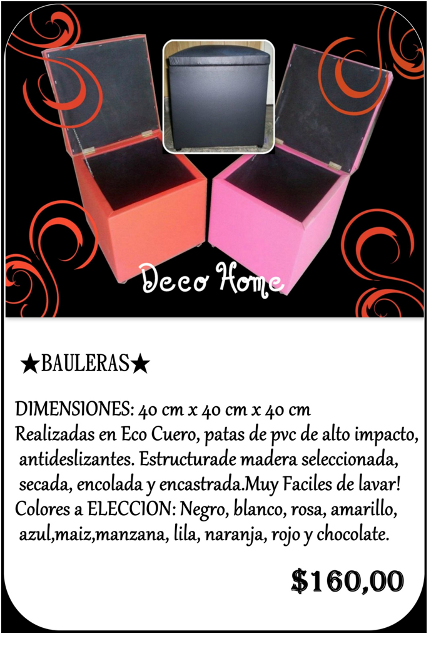 Deco Home
★BAULERAS★
DIMENSIONES: 40 cm x 40 cm x 40 cm
Realizadas en Eco Cuero, patas de pvc de alto impacto,
antideslizantes. Estructurade madera seleccionada,
secada, encolada y encastrada.Muy Faciles de lavar!
Colores a ELECCION: Negro, blanco, rosa, amarillo,
azul,maiz,manzana, lila, naranja, rojo y chocolate.
$160,00